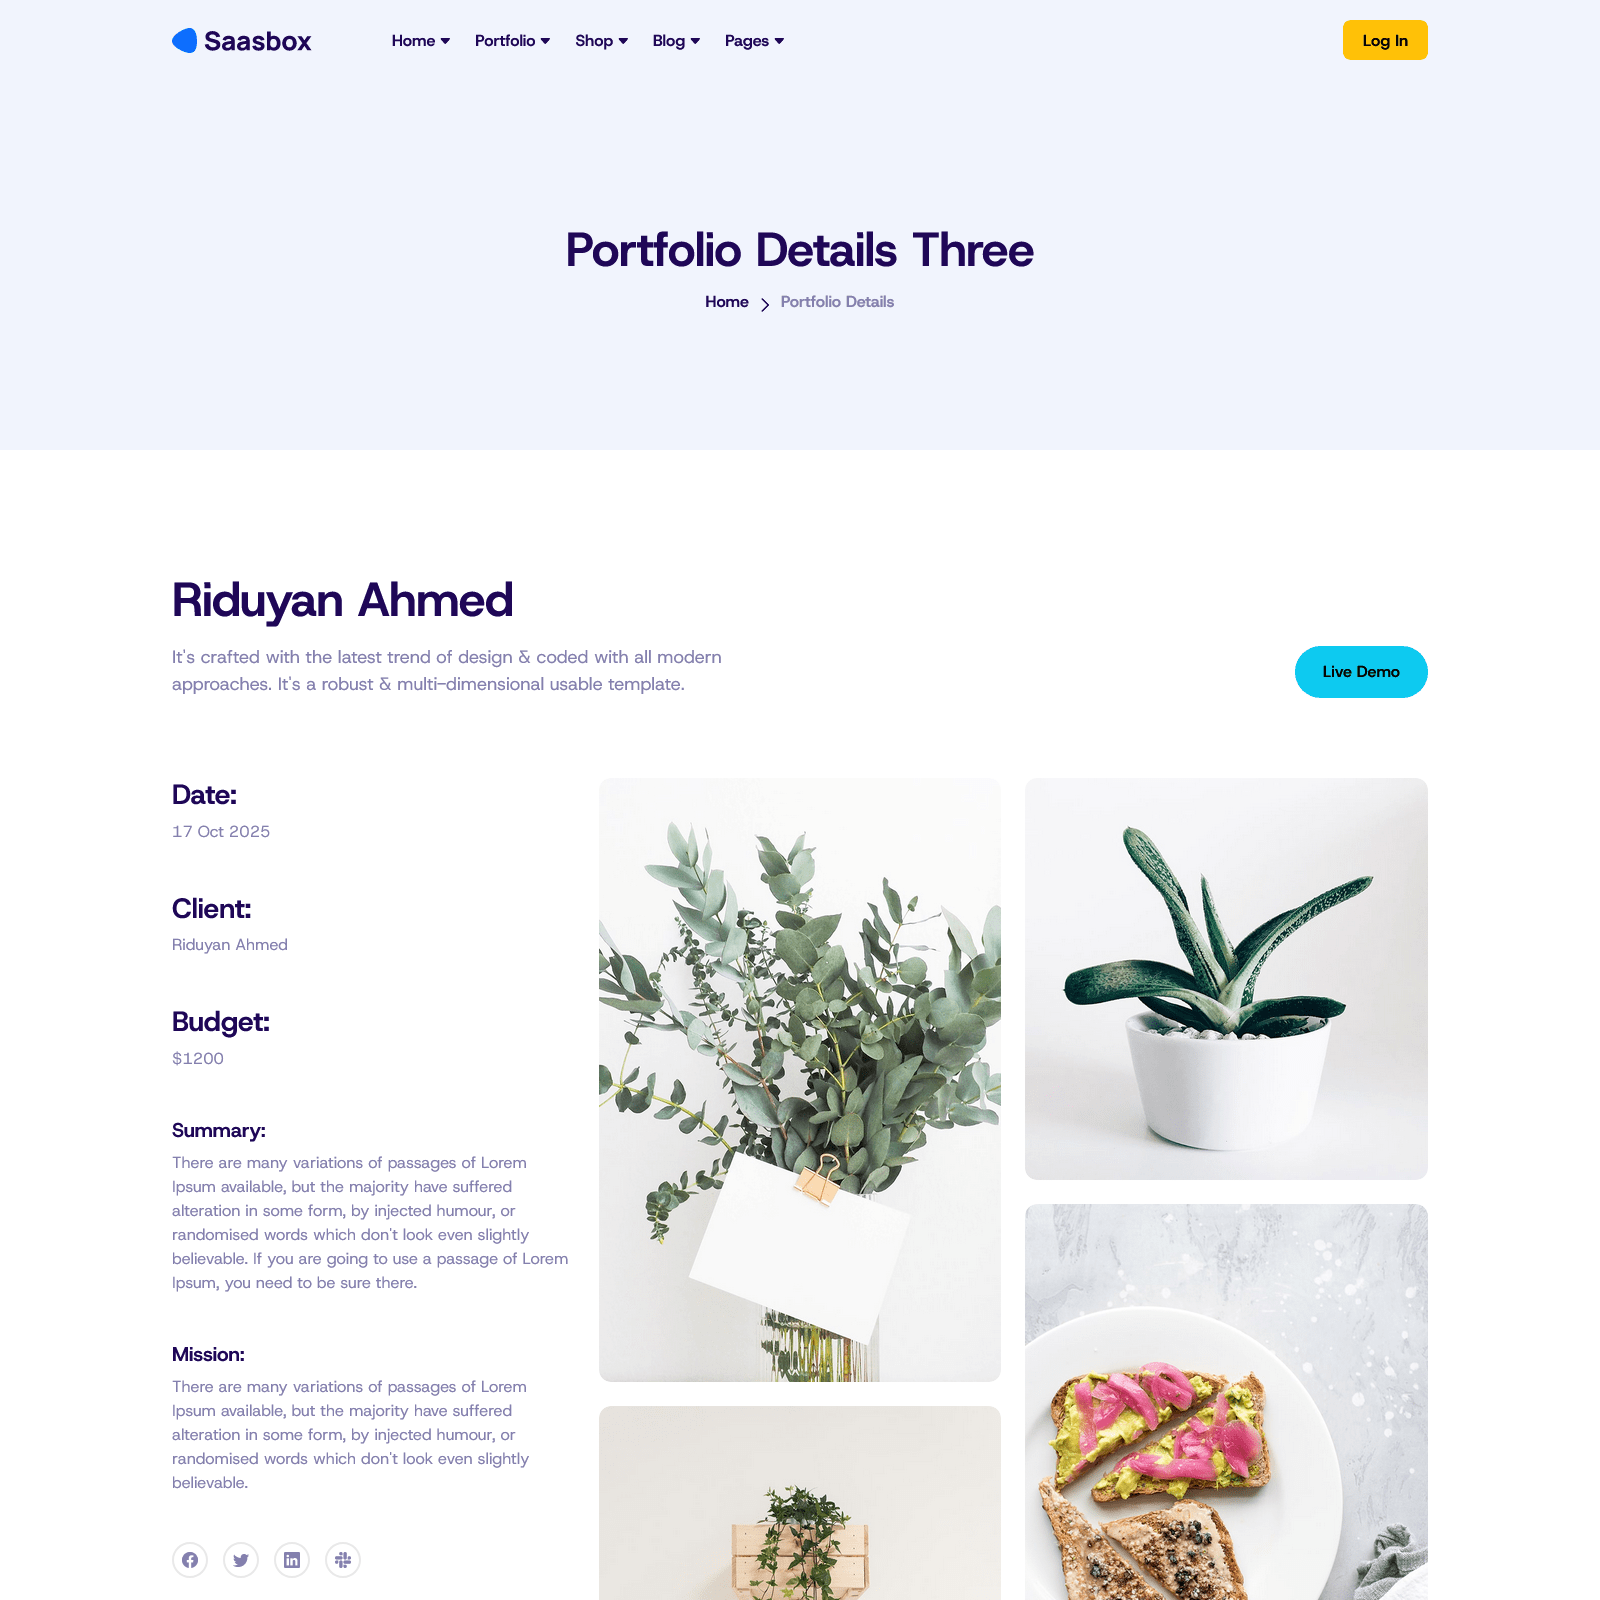 Saasbox
Home
Portfolio
Shop
Blog
Pages
Log In
Portfolio Details Three
Home
Portfolio Details
Riduyan Ahmed
It's crafted with the latest trend of design & coded with all modern
approaches. It's a robust & multi-dimensional usable template.
Live Demo
Date:
17 Oct 2025
Client:
Riduyan Ahmed
Budget:
$1200
Summary:
There are many variations of passages of Lorem
Ipsum available, but the majority have suffered
alteration in some form, by injected humour, or
randomised words which don't look even slightly
believable. If you are going to use a passage of Lorem
Ipsum, you need to be sure there.
Mission:
There are many variations of passages of Lorem
Ipsum available, but the majority have suffered
alteration in some form, by injected humour, or
randomised words which don't look even slightly
believable.